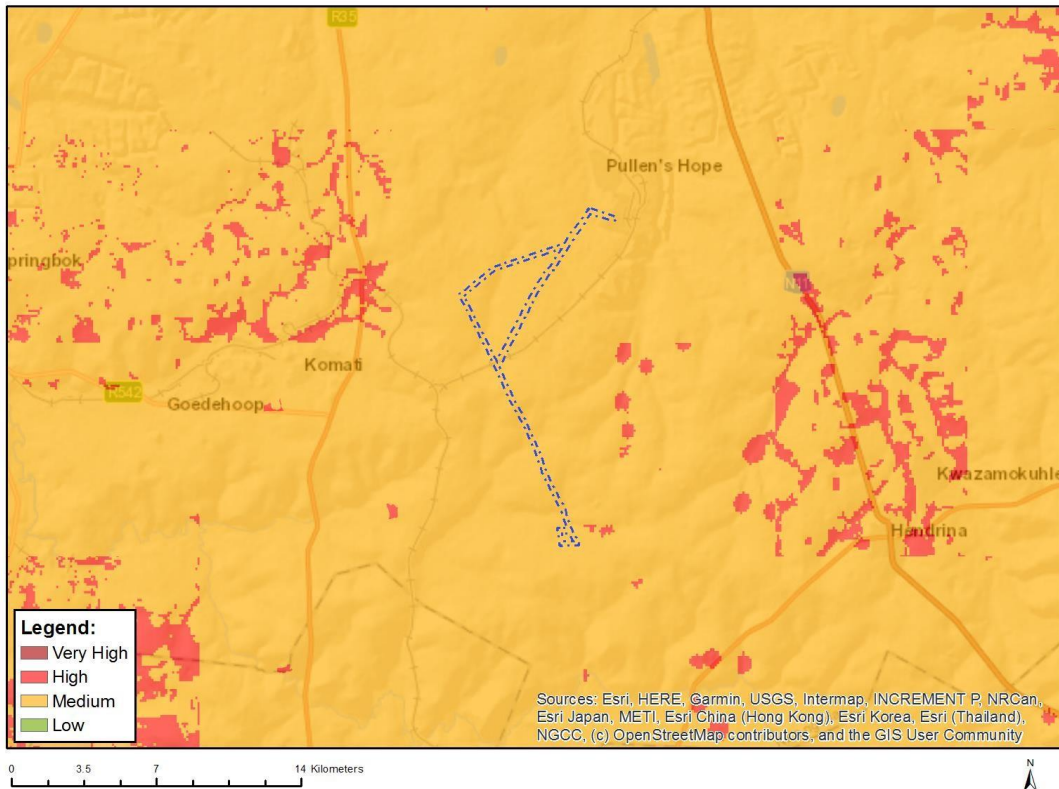 R35
Pullen's Hope
pringbok
Komati
R542
Goedehoop
Kwazamokuhle
Hendrina
Legend:
Very High
High
Medium
Low
Sources: Esri, HERE, Garmin, USGS, Intermap, INCREMENT P, NRCan,
Esri Japan, METI, Esri China (Hong Kong), Esri Korea, Esri (Thailand),
NGCC, (c) OpenStreetMap contributors, and the GIS User Community
0 3.5 7 14 Kilometers
N